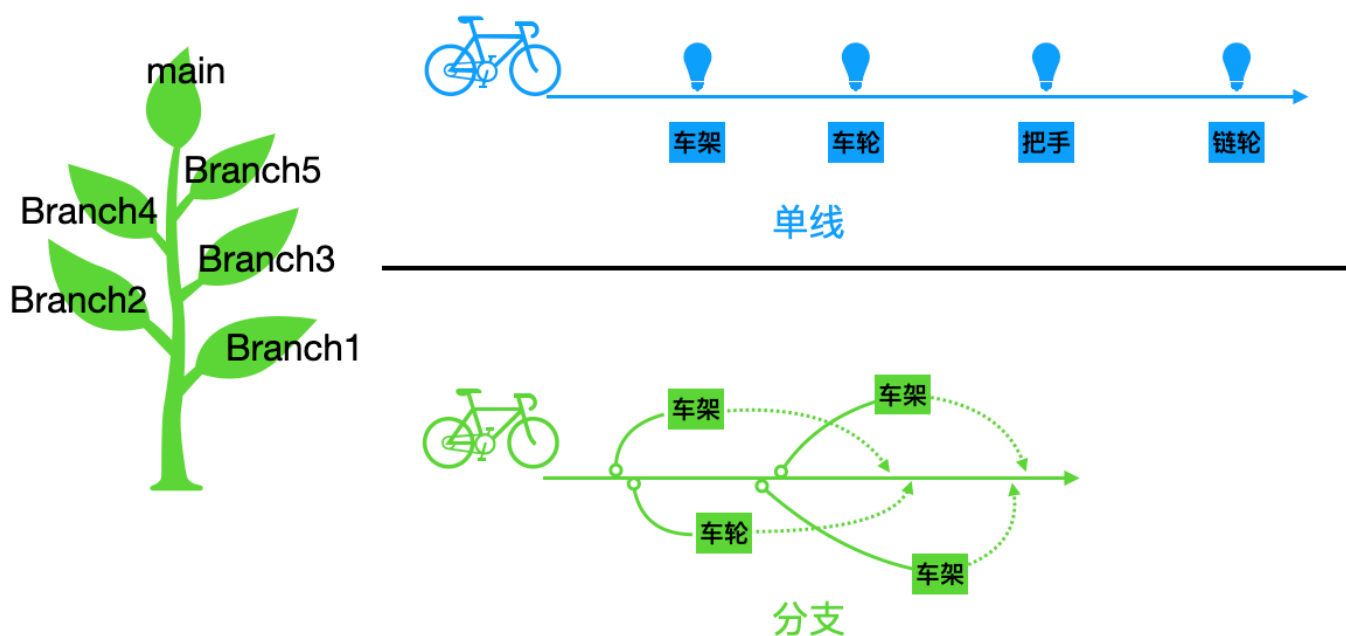 main
Branch5
Branch4
Branch3
Branch2
Branch1
车架
车轮
把手
链轮
单线
车架
车架
车轮
车架
分支